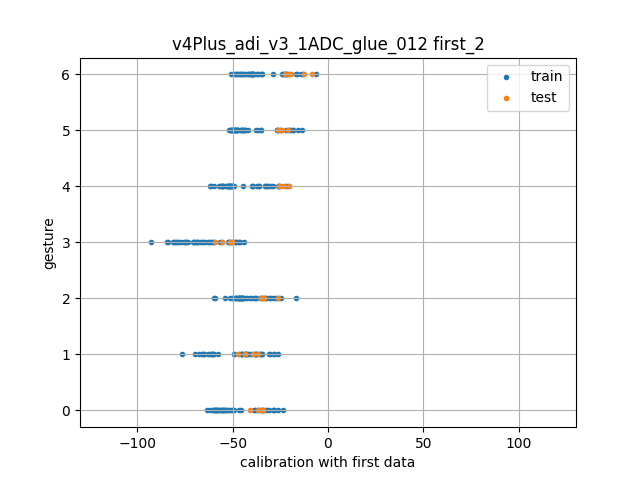 v4Plus_adi_v3_1ADC_glue_012 first_2
train
test
6
5
4
3
2
1
0
gesture
−100
−50
0
50
100
calibration with first data